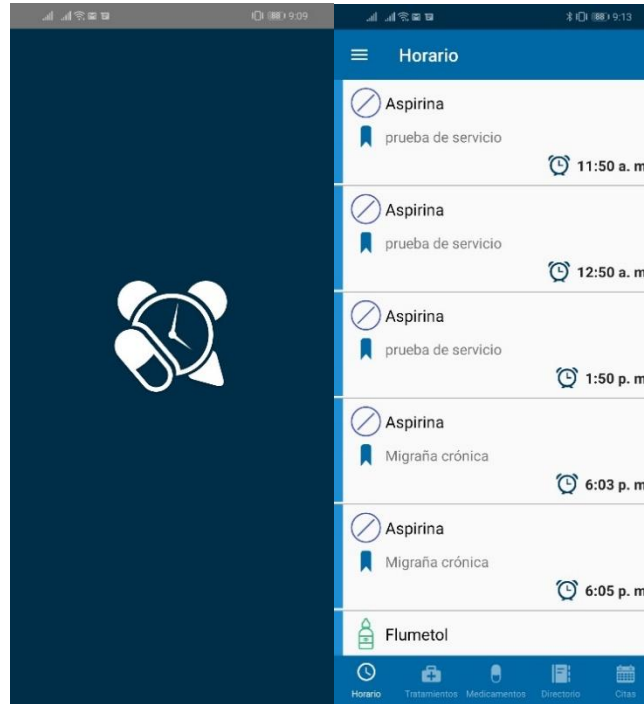 9:09
9:13
Horario
Aspirina
prueba de servicio
11:50 a. m
Aspirina
prueba de servicio
12:50 a. m
Aspirina
prueba de servicio
1:50 p. m
Aspirina
Migraña crónica
6:03 p. m
Aspirina
Migraña crónica
6:05 p. m
Flumetol
Horario Tratamientos Medicamentos Directorio Citas